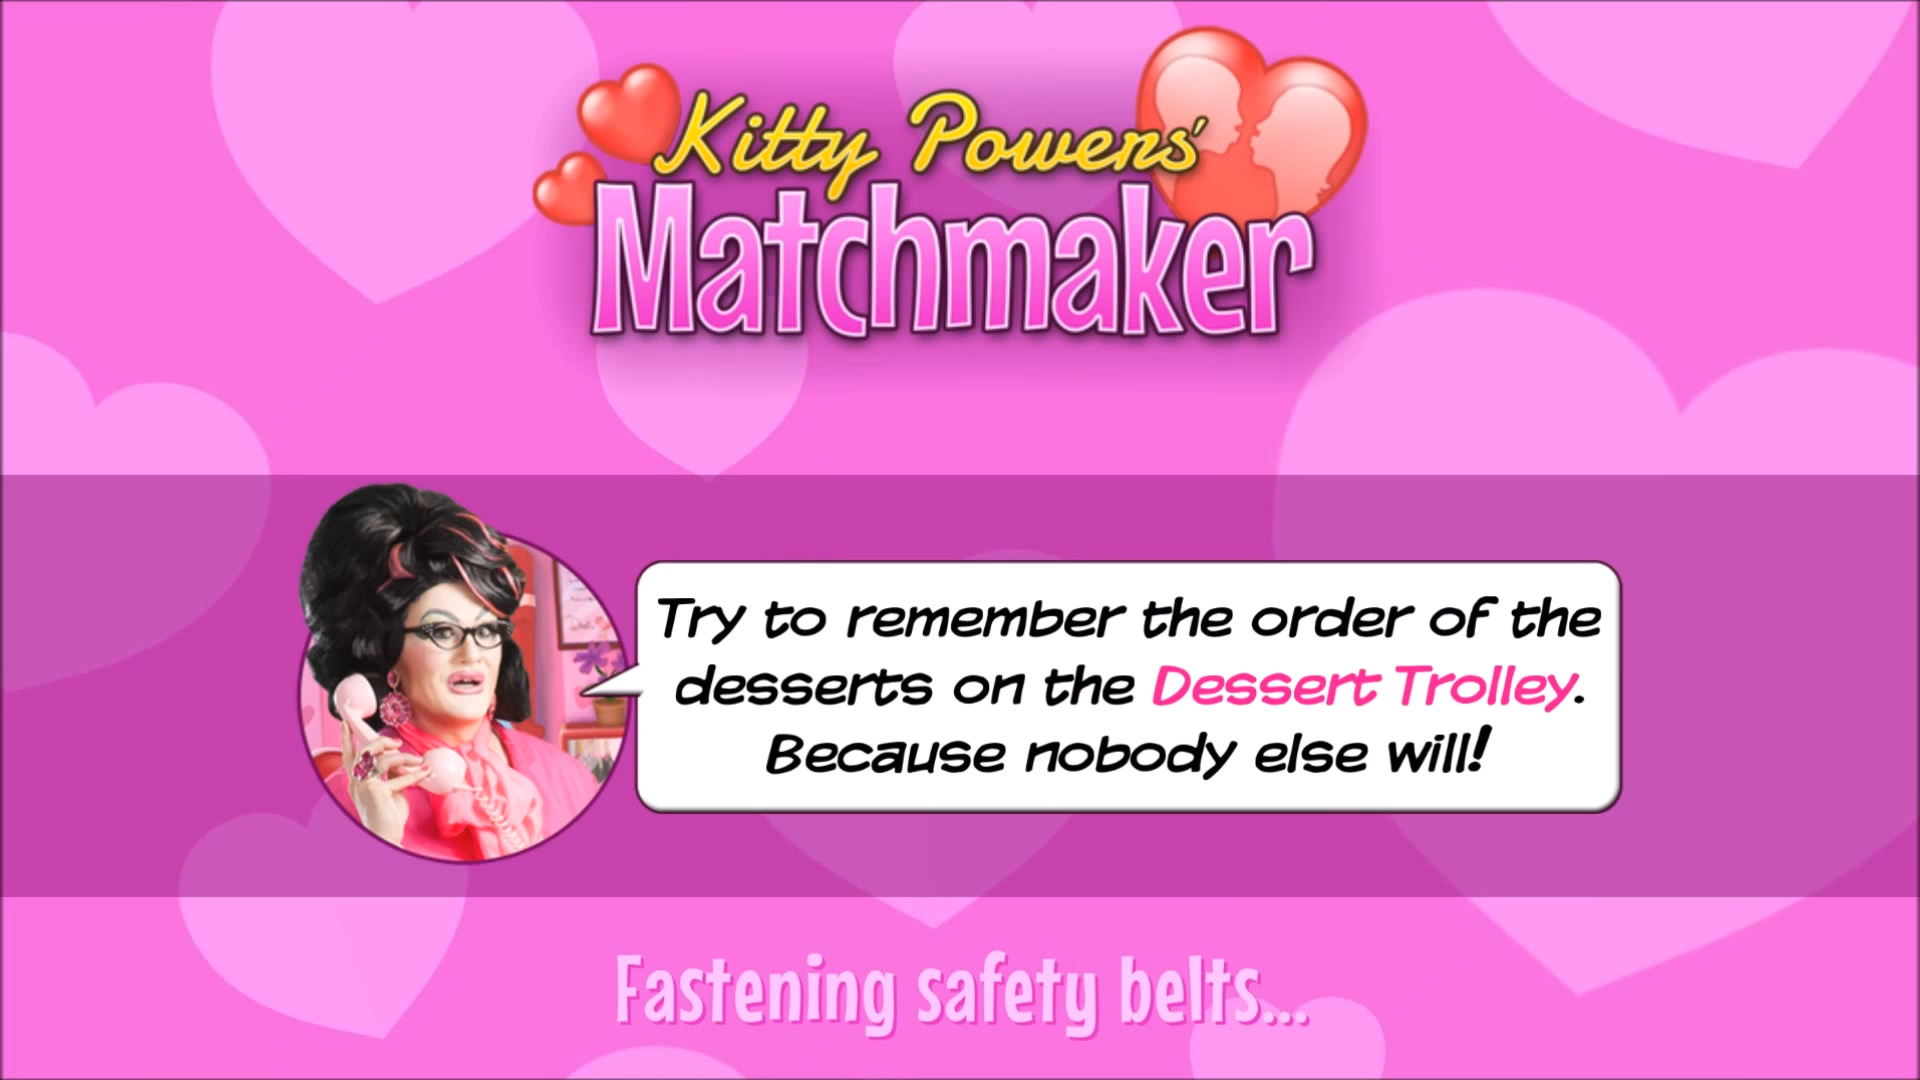 Kitty Powers'
Matchmaker
Try to remember the order of the
desserts on the Dessert Trolley.
Because nobody else will!
Fastening safety belts...